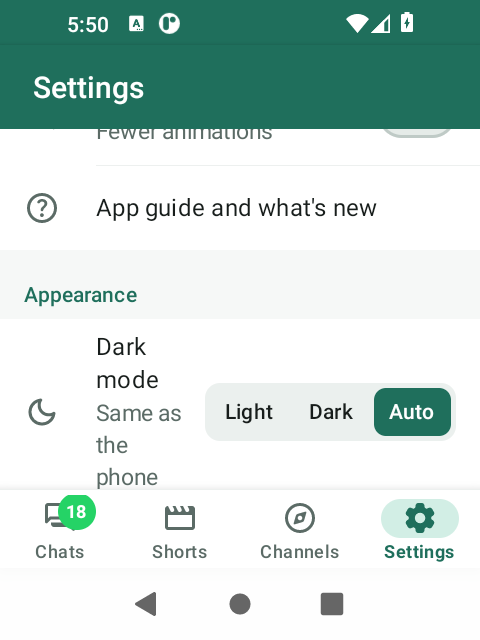 5:50
A
Settings
Fewer animations
App guide and what's new
Appearance
Dark
mode
Same as
the
phone
Light
Dark
Auto
18
Chats
Shorts
Channels
Settings